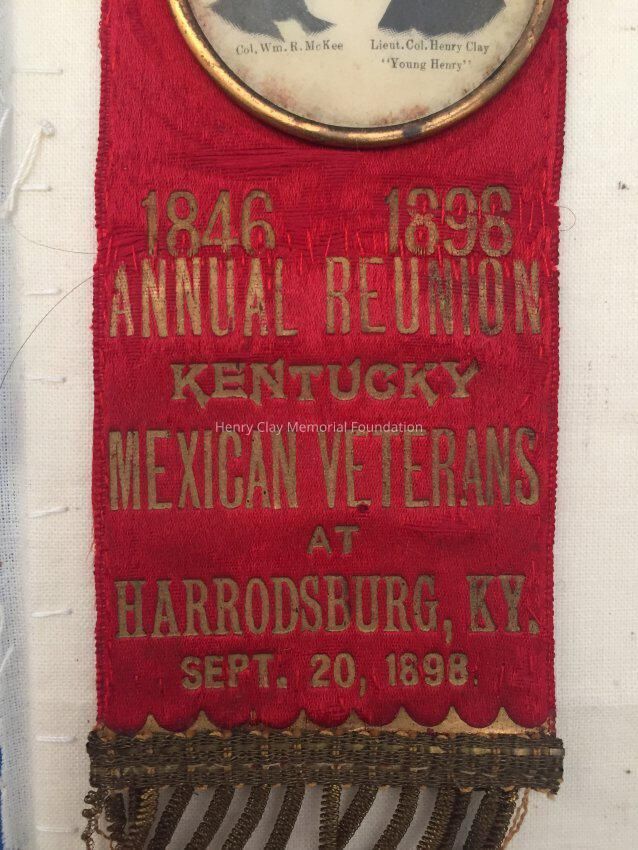 Col. Wm. R. McKee
Lieut. Col. Henry Clay
"Young Henry"
1846 1898
ANNUAL REUNION
KENTUCKY
Henry Clay Memorial Foundation
MEXICAN VETERANS
AT
HARRODSBURG, KY.
SEPT. 20, 1898.